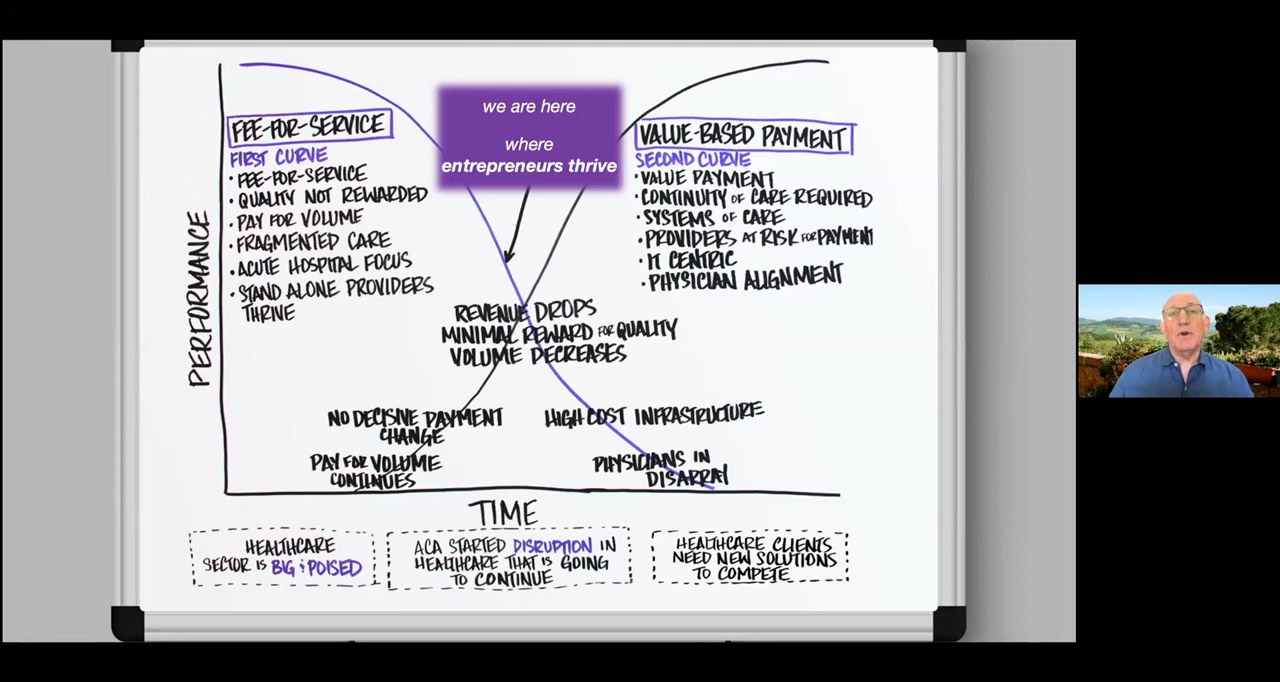 we are here
where
entrepreneurs thrive
FEE-FOR-SERVICE
FIRST CURVE
• FEE-FOR-SERVICE
• QUALITY NOT REWARDED
• PAY FOR VOLUME
• FRAGMENTED CARE
• ACUTE HOSPITAL FOCUS
• STAND ALONE PROVIDERS
THRIVE
VALUE-BASED PAYMENT
SECOND CURVE
• VALUE PAYMENT
• CONTINUITY OF CARE REQUIRED
• SYSTEMS OF CARE
• PROVIDERS AT RISK FOR PAYMENT
• IT CENTRIC
• PHYSICIAN ALIGNMENT
PERFORMANCE
REVENUE DROPS
MINIMAL REWARD FOR QUALITY
VOLUME DECREASES
NO DECISIVE PAYMENT
CHANGE
PAY FOR VOLUME
CONTINUES
HIGH COST INFRASTRUCTURE
PHYSICIANS IN
DISARRAY
TIME
HEALTHCARE
SECTOR IS BIG & POISED
ACA STARTED DISRUPTION IN
HEALTHCARE THAT IS GOING
TO CONTINUE
HEALTHCARE CLIENTS
NEED NEW SOLUTIONS
TO COMPETE